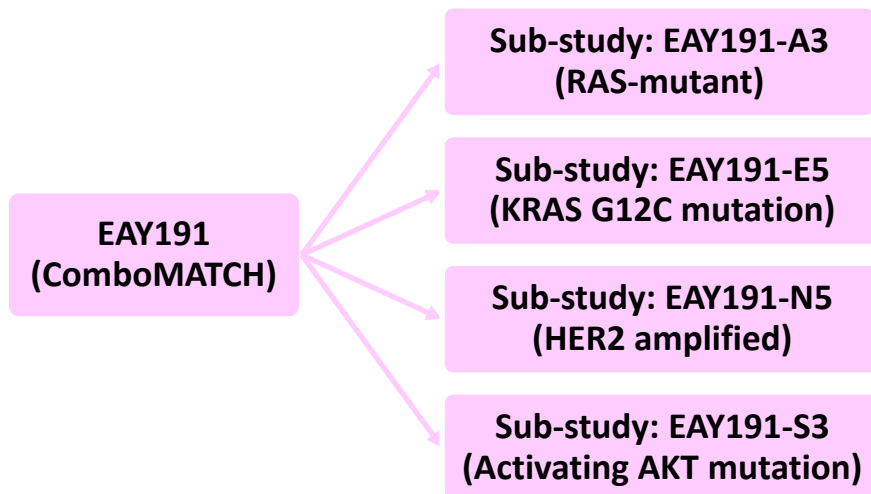 EAY191
(ComboMATCH)
Sub-study: EAY191-A3
(RAS-mutant)
Sub-study: EAY191-E5
(KRAS G12C mutation)
Sub-study: EAY191-N5
(HER2 amplified)
Sub-study: EAY191-S3
(Activating AKT mutation)